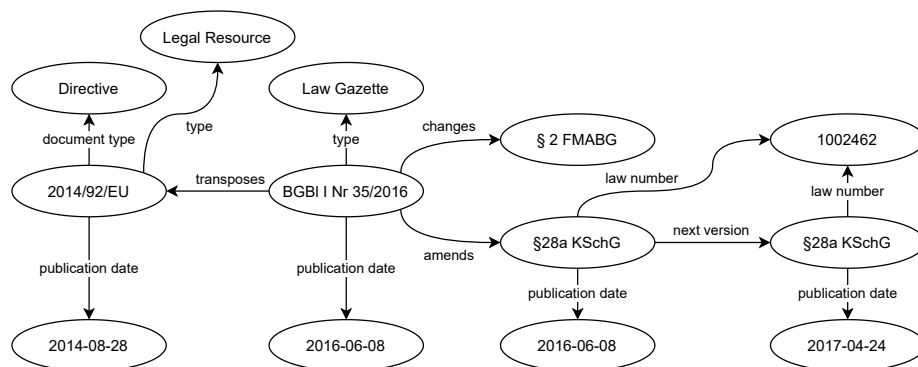 Legal Resource
Directive
Law Gazette
document type
type
type
changes
§ 2 FMABG
1002462
2014/92/EU
transposes
BGBl I Nr 35/2016
law number
law number
amends
§28a KSchG
next version
§28a KSchG
publication date
publication date
publication date
publication date
2014-08-28
2016-06-08
2016-06-08
2017-04-24